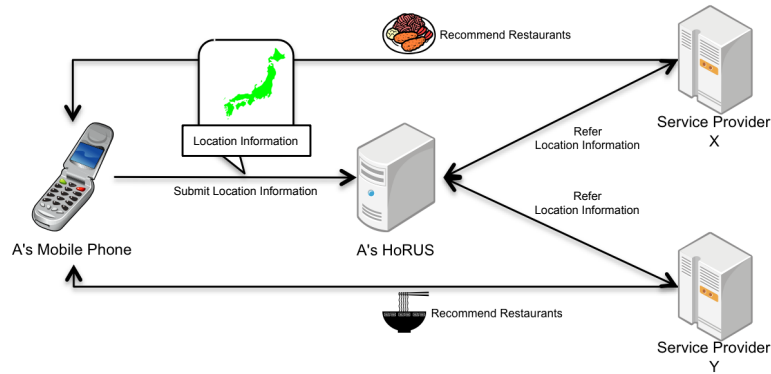 Recommend Restaurants
Location Information
Submit Location Information
Refer
Location Information
Service Provider
X
A's Mobile Phone
A's HoRUS
Refer
Location Information
Recommend Restaurants
Service Provider
Y